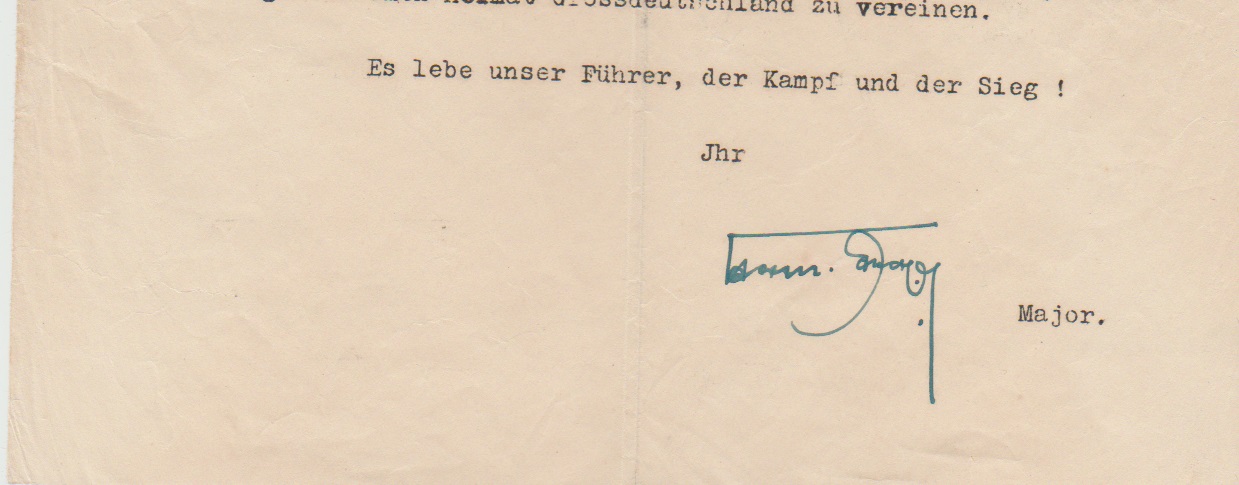 Heimat Grossdeutschland zu vereinen.
Es lebe unser Führer, der Kampf und der Sieg !
Jhr
Major.